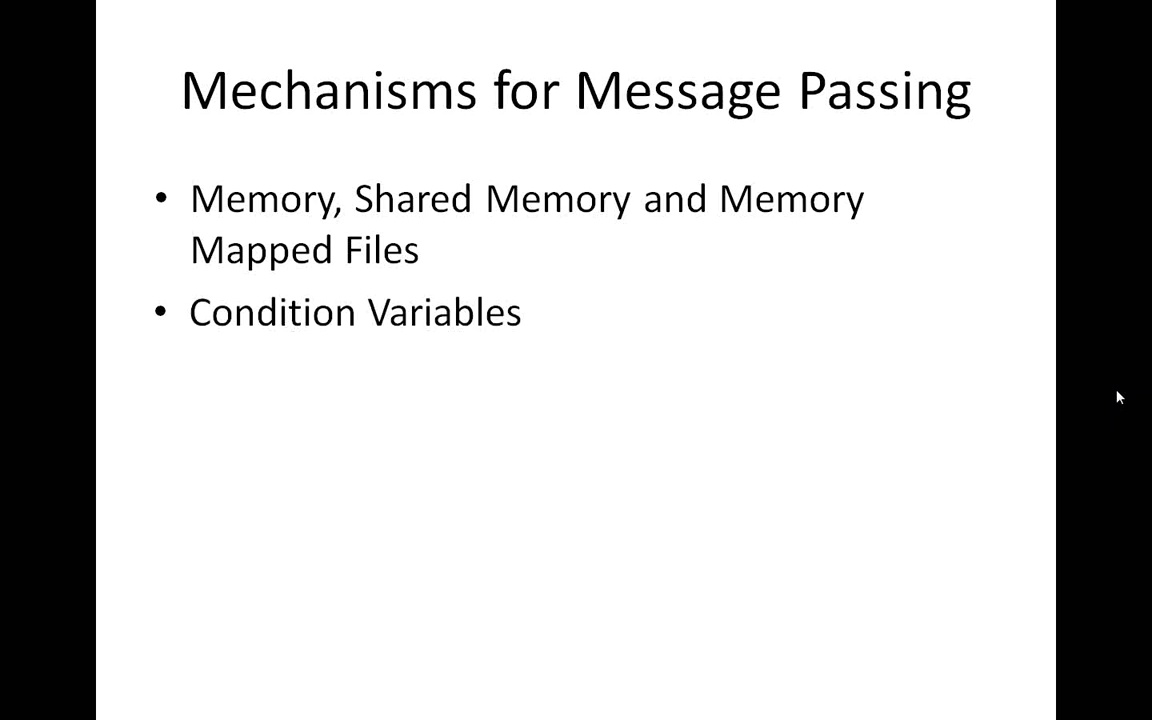 Mechanisms for Message Passing
• Memory, Shared Memory and Memory
Mapped Files
• Condition Variables